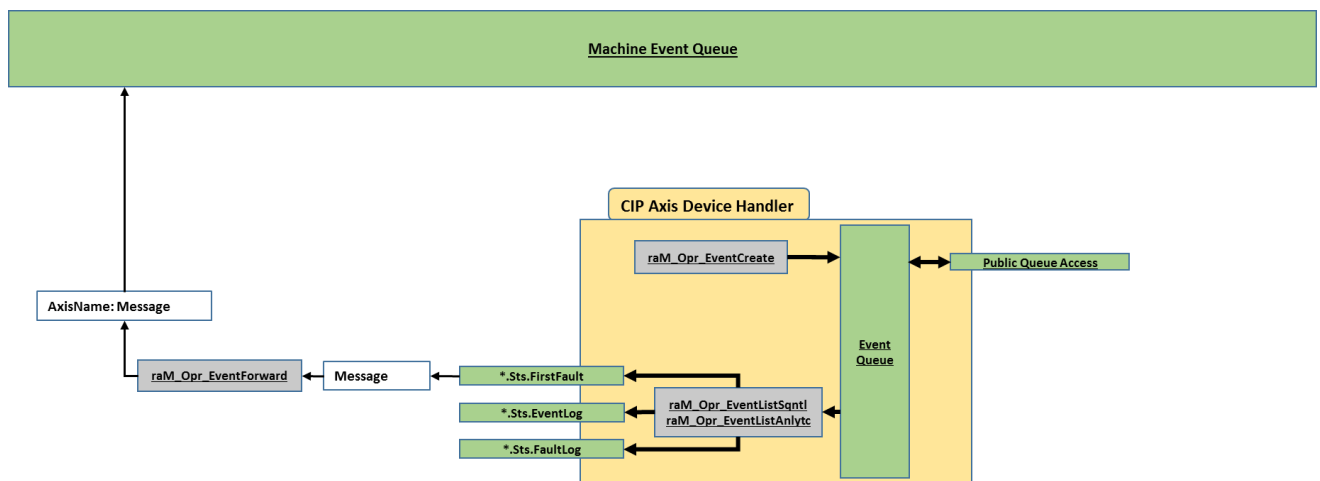 Machine Event Queue
CIP Axis Device Handler
raM_Opr_EventCreate
Public Queue Access
AxisName: Message
Event
Queue
raM_Opr_EventForward
Message
*.Sts.FirstFault
raM_Opr_EventListSqntl
raM_Opr_EventListAnlytc
*.Sts.EventLog
*.Sts.FaultLog